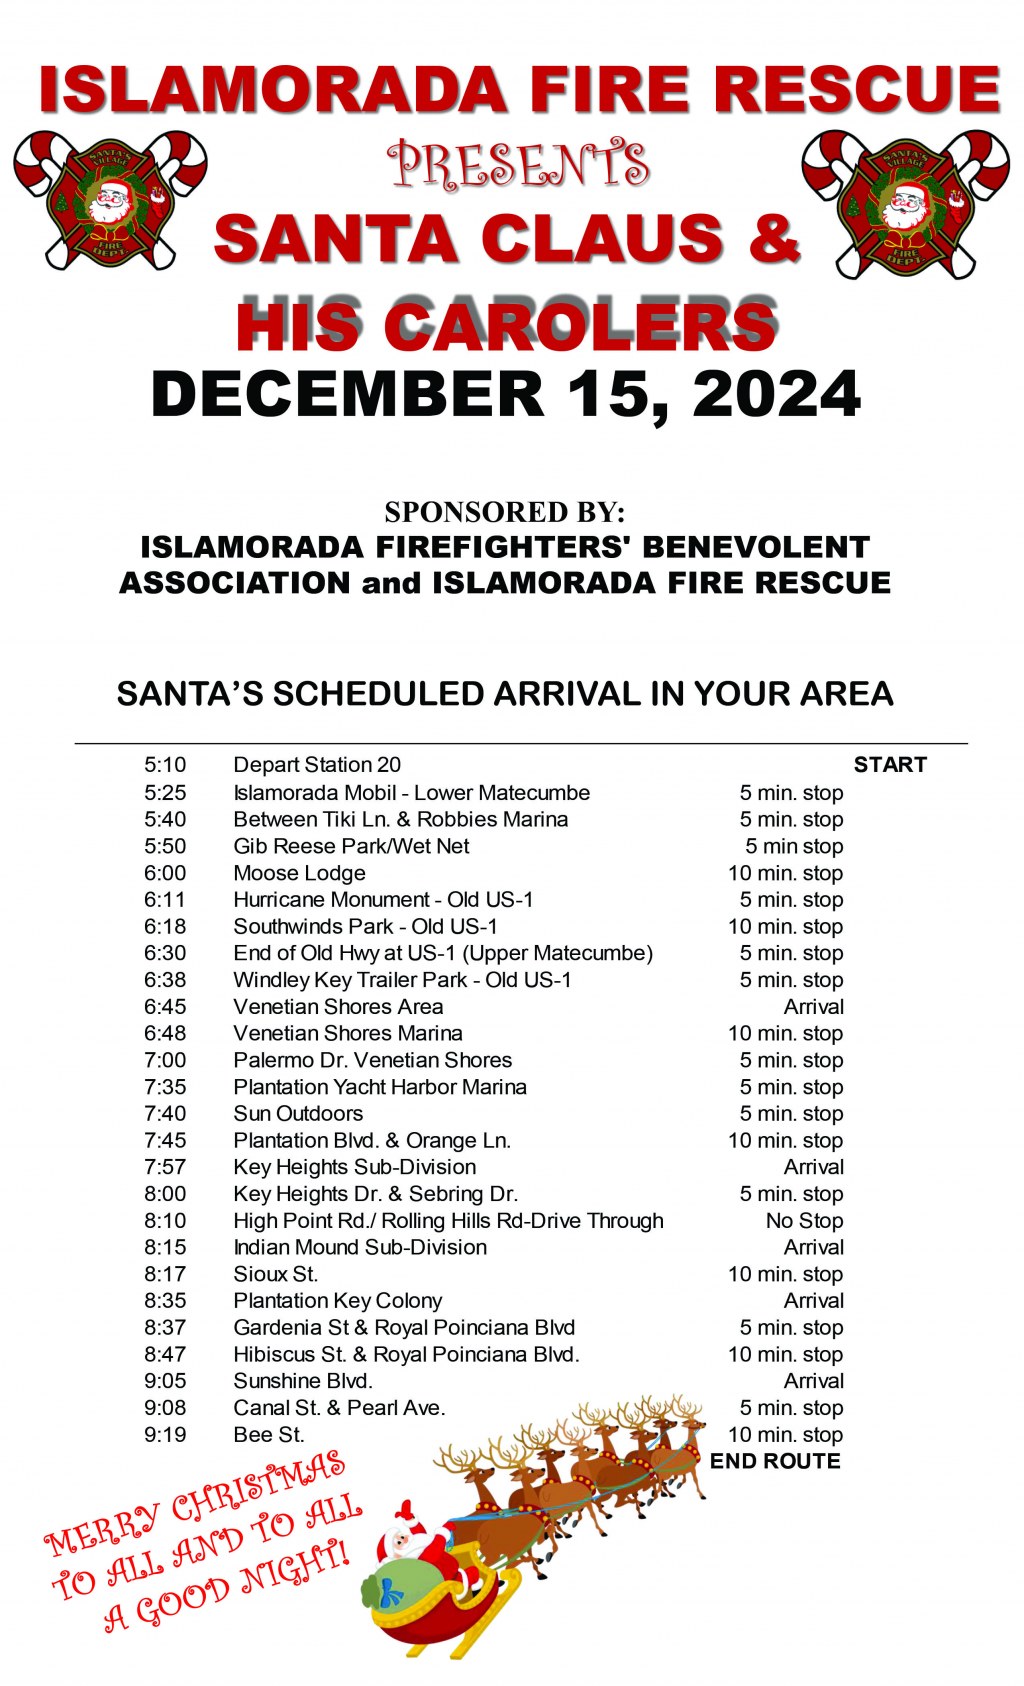 ISLAMORADA FIRE RESCUE
PRESENTS
SANTA'S VILLAGE
FIRE DEPT.
SANTA'S VILLAGE
FIRE DEPT.
SANTA CLAUS &
HIS CAROLERS
DECEMBER 15, 2024
SPONSORED BY:
ISLAMORADA FIREFIGHTERS' BENEVOLENT
ASSOCIATION and ISLAMORADA FIRE RESCUE
SANTA’S SCHEDULED ARRIVAL IN YOUR AREA
5:10 Depart Station 20 START
5:25 Islamorada Mobil - Lower Matecumbe 5 min. stop
5:40 Between Tiki Ln. & Robbies Marina 5 min. stop
5:50 Gib Reese Park/Wet Net 5 min stop
6:00 Moose Lodge 10 min. stop
6:11 Hurricane Monument - Old US-1 5 min. stop
6:18 Southwinds Park - Old US-1 10 min. stop
6:30 End of Old Hwy at US-1 (Upper Matecumbe) 5 min. stop
6:38 Windley Key Trailer Park - Old US-1 5 min. stop
6:45 Venetian Shores Area Arrival
6:48 Venetian Shores Marina 10 min. stop
7:00 Palermo Dr. Venetian Shores 5 min. stop
7:35 Plantation Yacht Harbor Marina 5 min. stop
7:40 Sun Outdoors 5 min. stop
7:45 Plantation Blvd. & Orange Ln. 10 min. stop
7:57 Key Heights Sub-Division Arrival
8:00 Key Heights Dr. & Sebring Dr. 5 min. stop
8:10 High Point Rd./ Rolling Hills Rd-Drive Through No Stop
8:15 Indian Mound Sub-Division Arrival
8:17 Sioux St. 10 min. stop
8:35 Plantation Key Colony Arrival
8:37 Gardenia St & Royal Poinciana Blvd 5 min. stop
8:47 Hibiscus St. & Royal Poinciana Blvd. 10 min. stop
9:05 Sunshine Blvd. Arrival
9:08 Canal St. & Pearl Ave. 5 min. stop
9:19 Bee St. 10 min. stop
END ROUTE
MERRY CHRISTMAS
TO ALL AND TO ALL
A GOOD NIGHT!